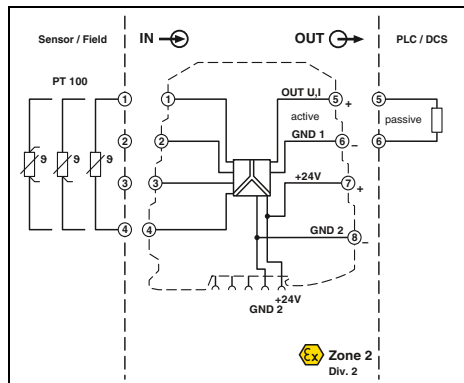 Sensor / Field
IN
OUT
PLC / DCS
PT 100
OUT U,I
1
1
5
+
5
active
passive
ϑ
ϑ
ϑ
2
2
GND 1
6
–
6
3
3
+24V
7
+
4
4
GND 2
8
–
+24V
GND 2
Ex
Zone 2
Div. 2